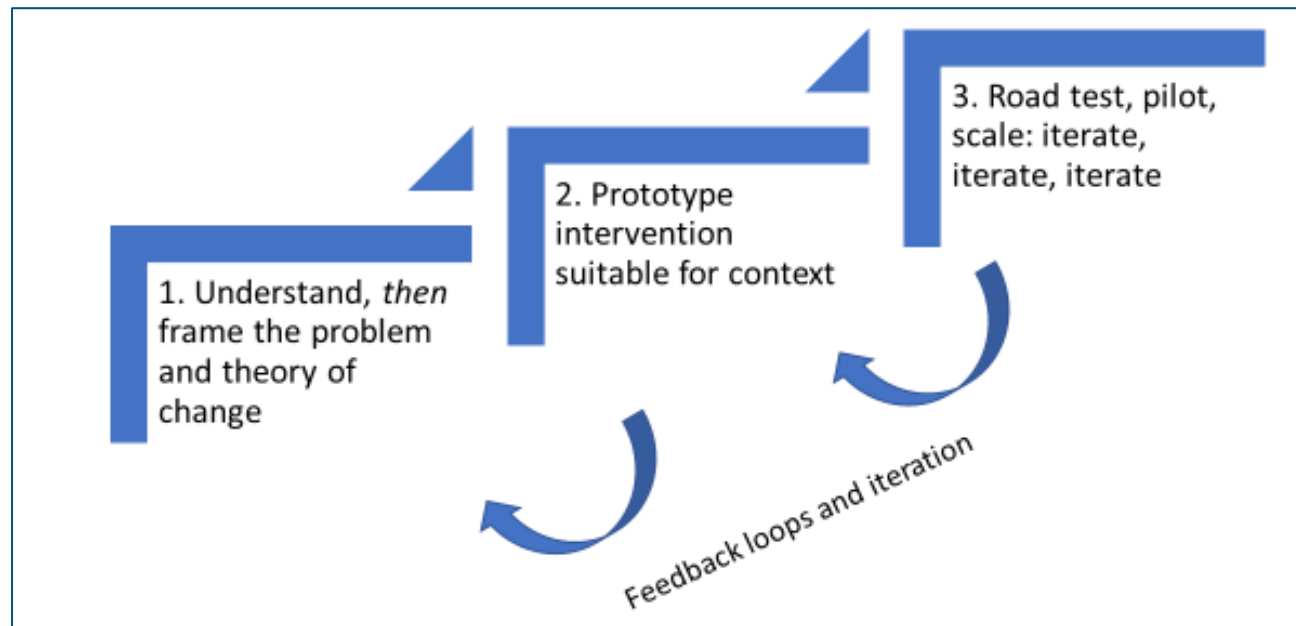 1. Understand, then
frame the problem
and theory of
change
2. Prototype
intervention
suitable for context
3. Road test, pilot,
scale: iterate,
iterate, iterate
Feedback loops and iteration